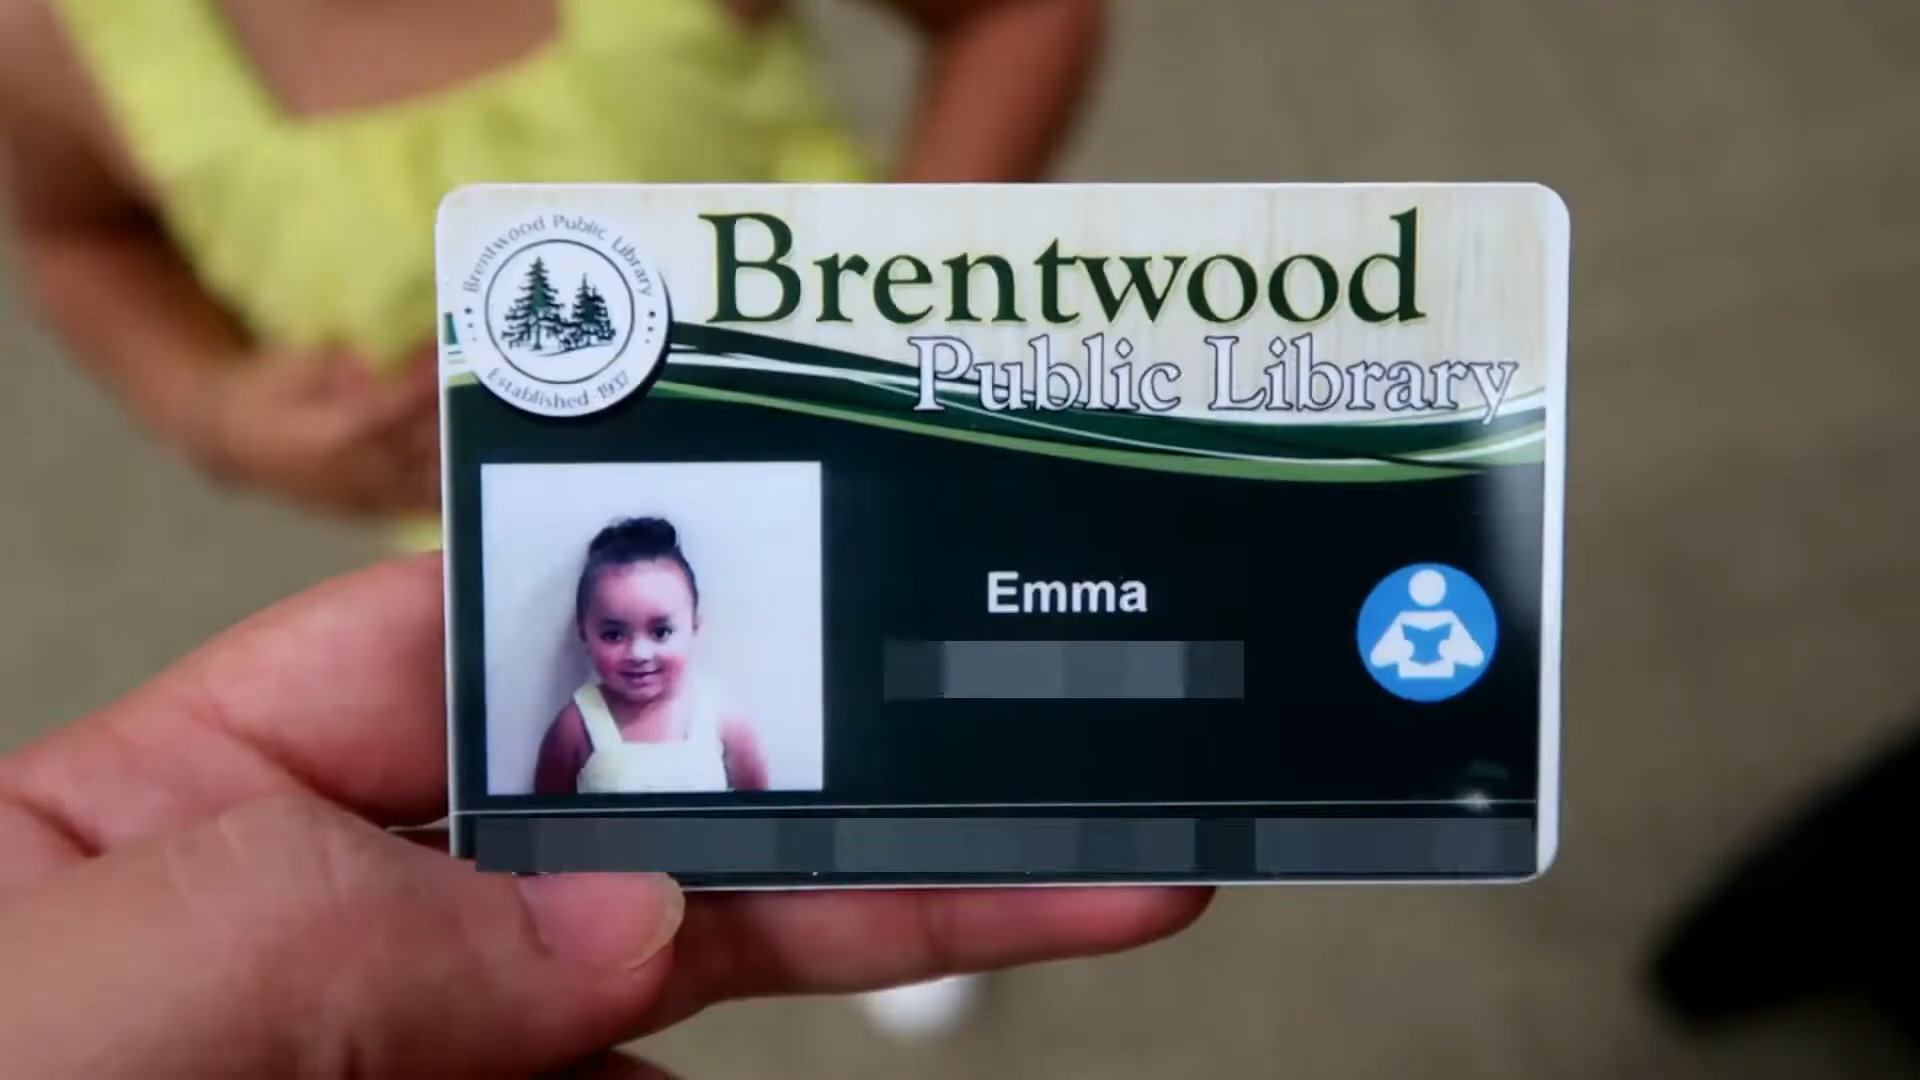 Brentwood Public Library
Established 1937
Brentwood
Public Library
Emma